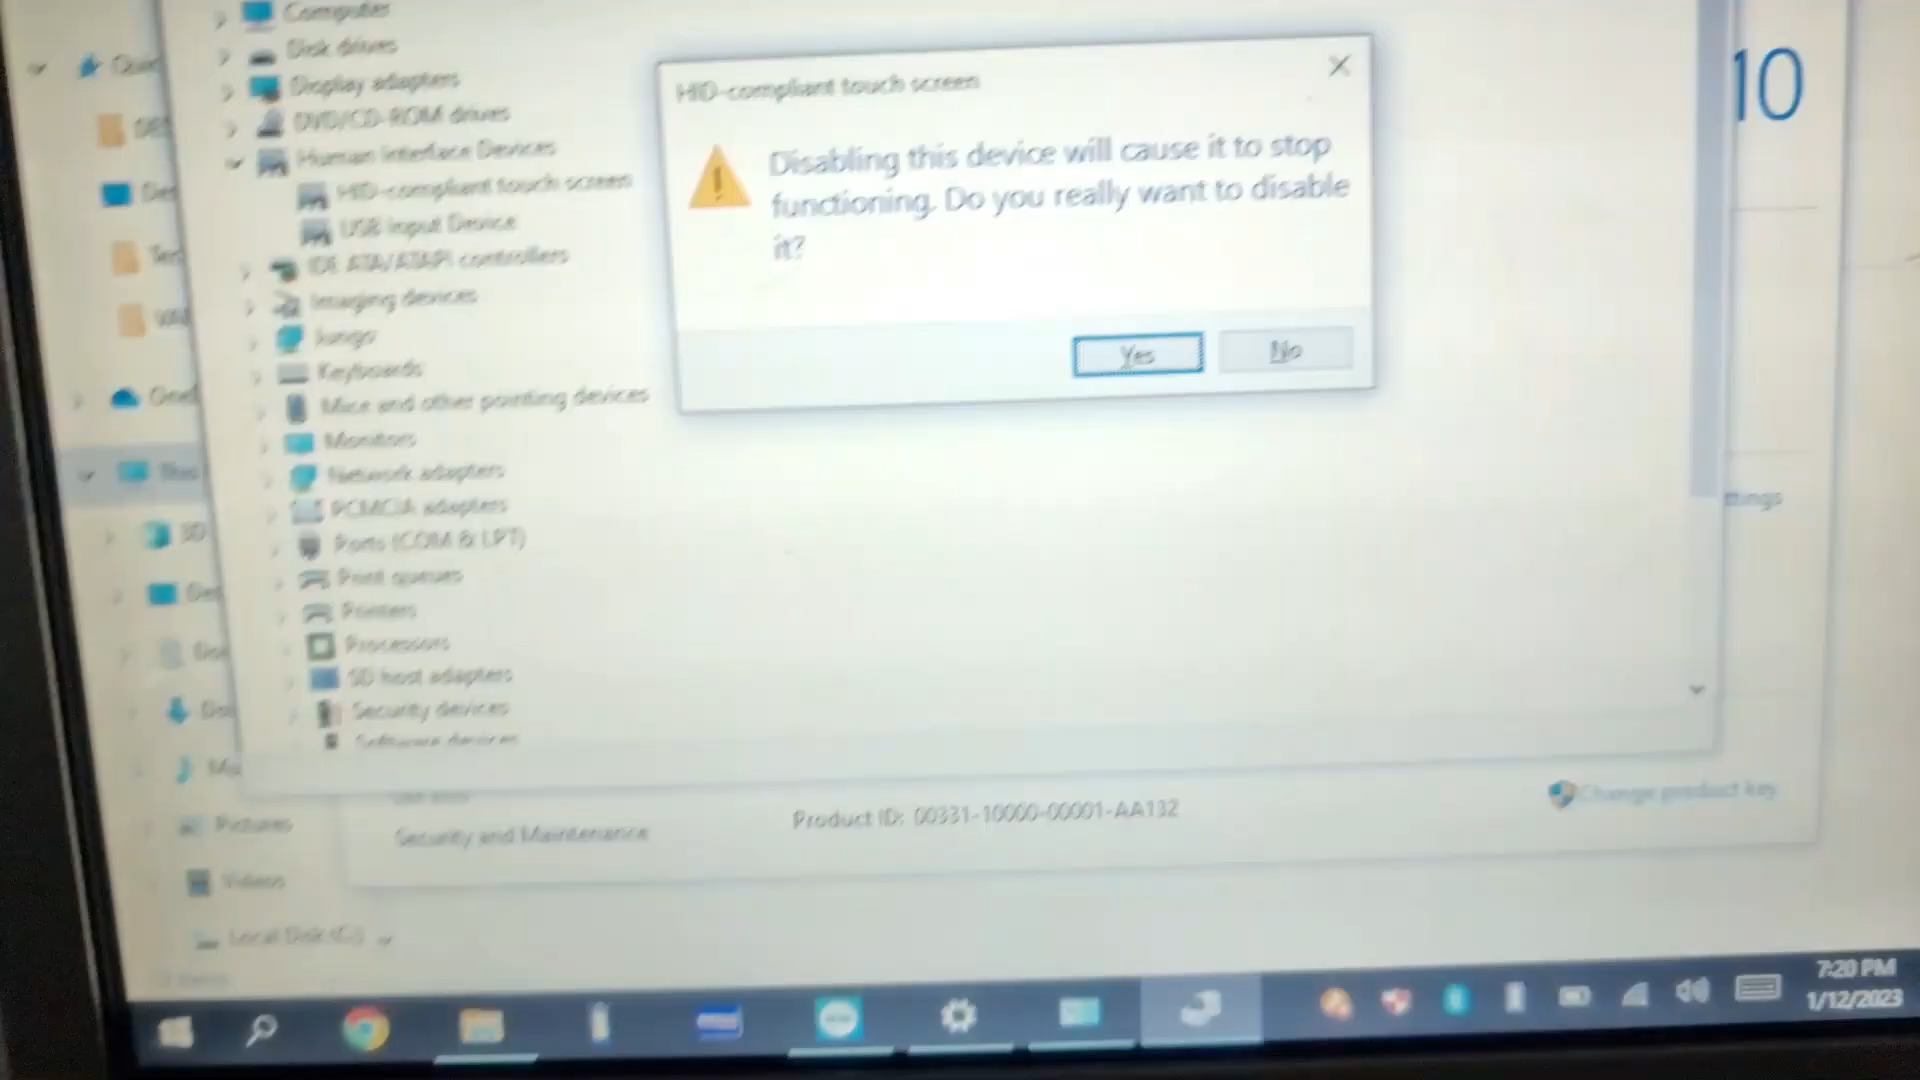 Computer
Disk drives
Display adapters
DVD/CD-ROM drives
Human Interface Devices
HID-compliant touch screen
USB Input Device
IDE ATA/ATAPI controllers
Imaging devices
Jungo
Keyboards
Mice and other pointing devices
Monitors
Network adapters
PCMCIA adapters
Ports (COM & LPT)
Print queues
Printers
Processors
SD host adapters
Security devices
Software devices
HID-compliant touch screen
Disabling this device will cause it to stop
functioning. Do you really want to disable
it?
Yes
No
10
ttings
3D
Pictures
Videos
Local Disk (C:)
Security and Maintenance
Product ID: 00331-10000-00001-AA132
Change product key
7:20 PM
1/12/2023